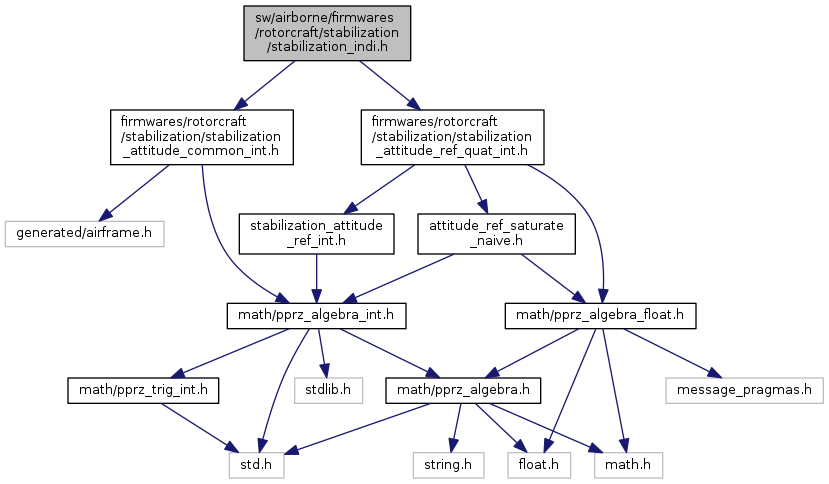 sw/airborne/firmwares
/rotorcraft/stabilization
/stabilization_indi.h
firmwares/rotorcraft
/stabilization/stabilization
_attitude_common_int.h
firmwares/rotorcraft
/stabilization/stabilization
_attitude_ref_quat_int.h
generated/airframe.h
stabilization_attitude
_ref_int.h
attitude_ref_saturate
_naive.h
math/pprz_algebra_int.h
math/pprz_algebra_float.h
math/pprz_trig_int.h
stdlib.h
math/pprz_algebra.h
message_pragmas.h
std.h
string.h
float.h
math.h